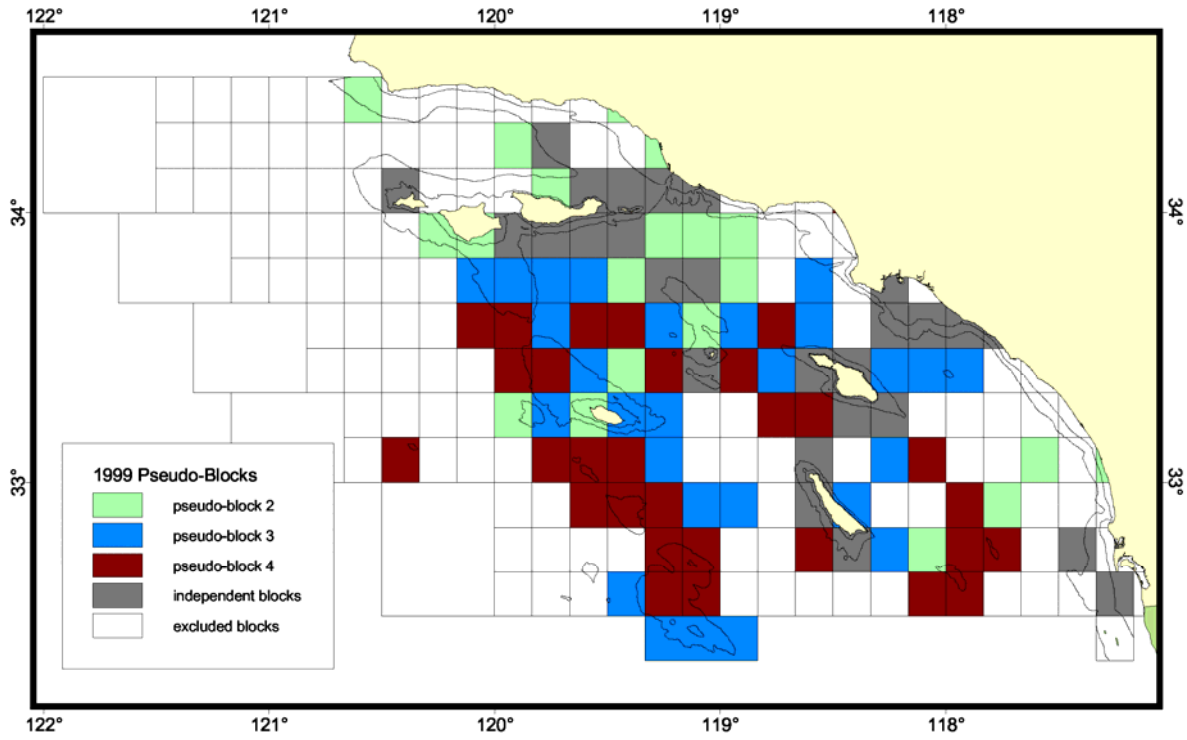 122° 121° 120° 119° 118°
34° 34°
33° 33°
1999 Pseudo-Blocks
pseudo-block 2
pseudo-block 3
pseudo-block 4
independent blocks
excluded blocks
122° 121° 120° 119° 118°